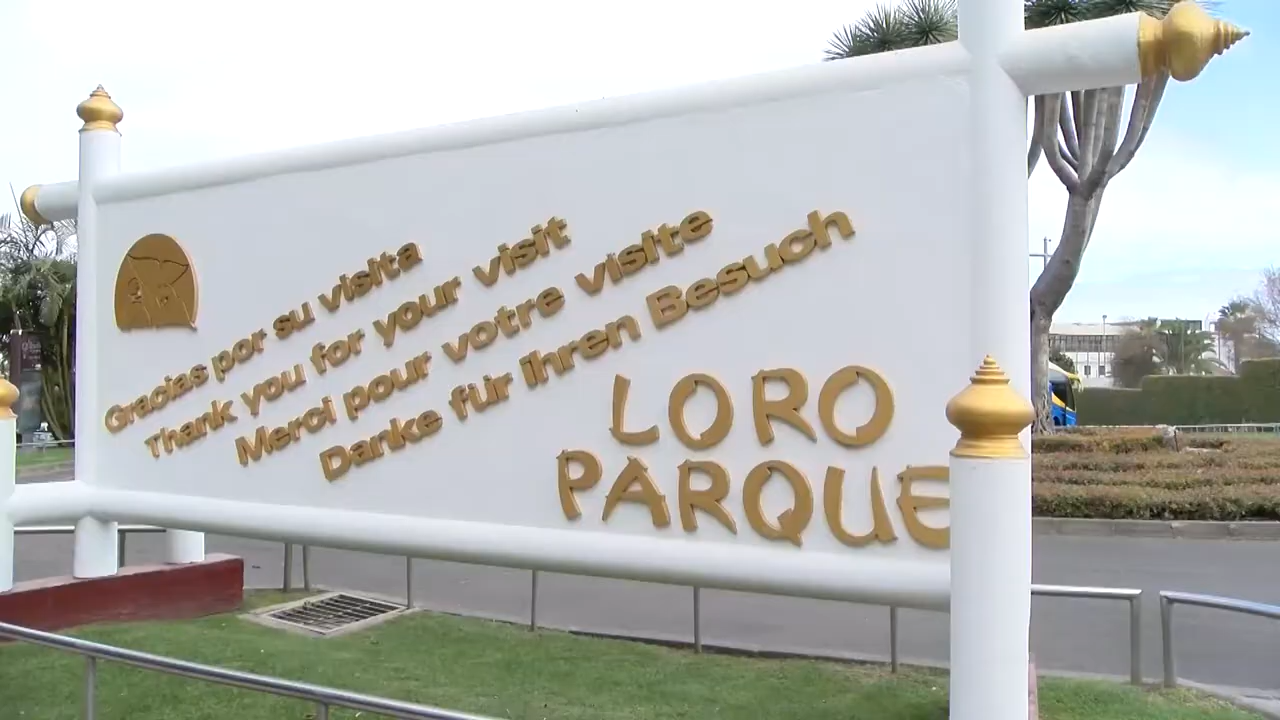 Gracias por su visita
Thank you for your visit
Merci pour votre visite
Danke für Ihren Besuch
LORO
PARQUE